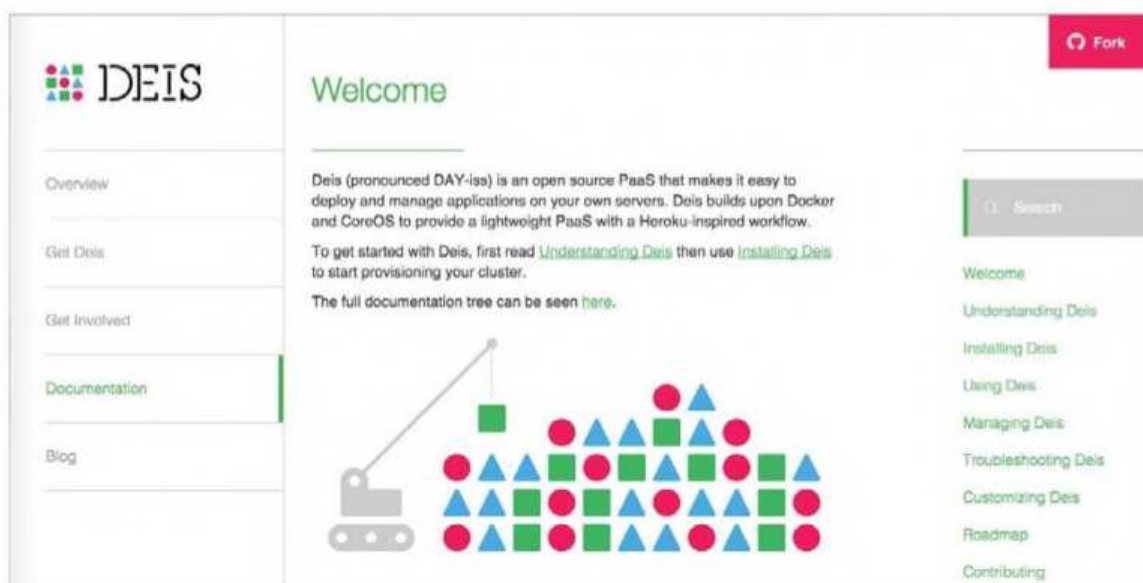 DEIS
Overview
Get Deis
Get Involved
Documentation
Blog
Welcome
Deis (pronounced DAY-iss) is an open source PaaS that makes it easy to
deploy and manage applications on your own servers. Deis builds upon Docker
and CoreOS to provide a lightweight PaaS with a Heroku-inspired workflow.
To get started with Deis, first read Understanding Deis then use Installing Deis
to start provisioning your cluster.
The full documentation tree can be seen here.
Fork
Search
Welcome
Understanding Deis
Installing Deis
Using Deis
Managing Deis
Troubleshooting Deis
Customizing Deis
Roadmap
Contributing